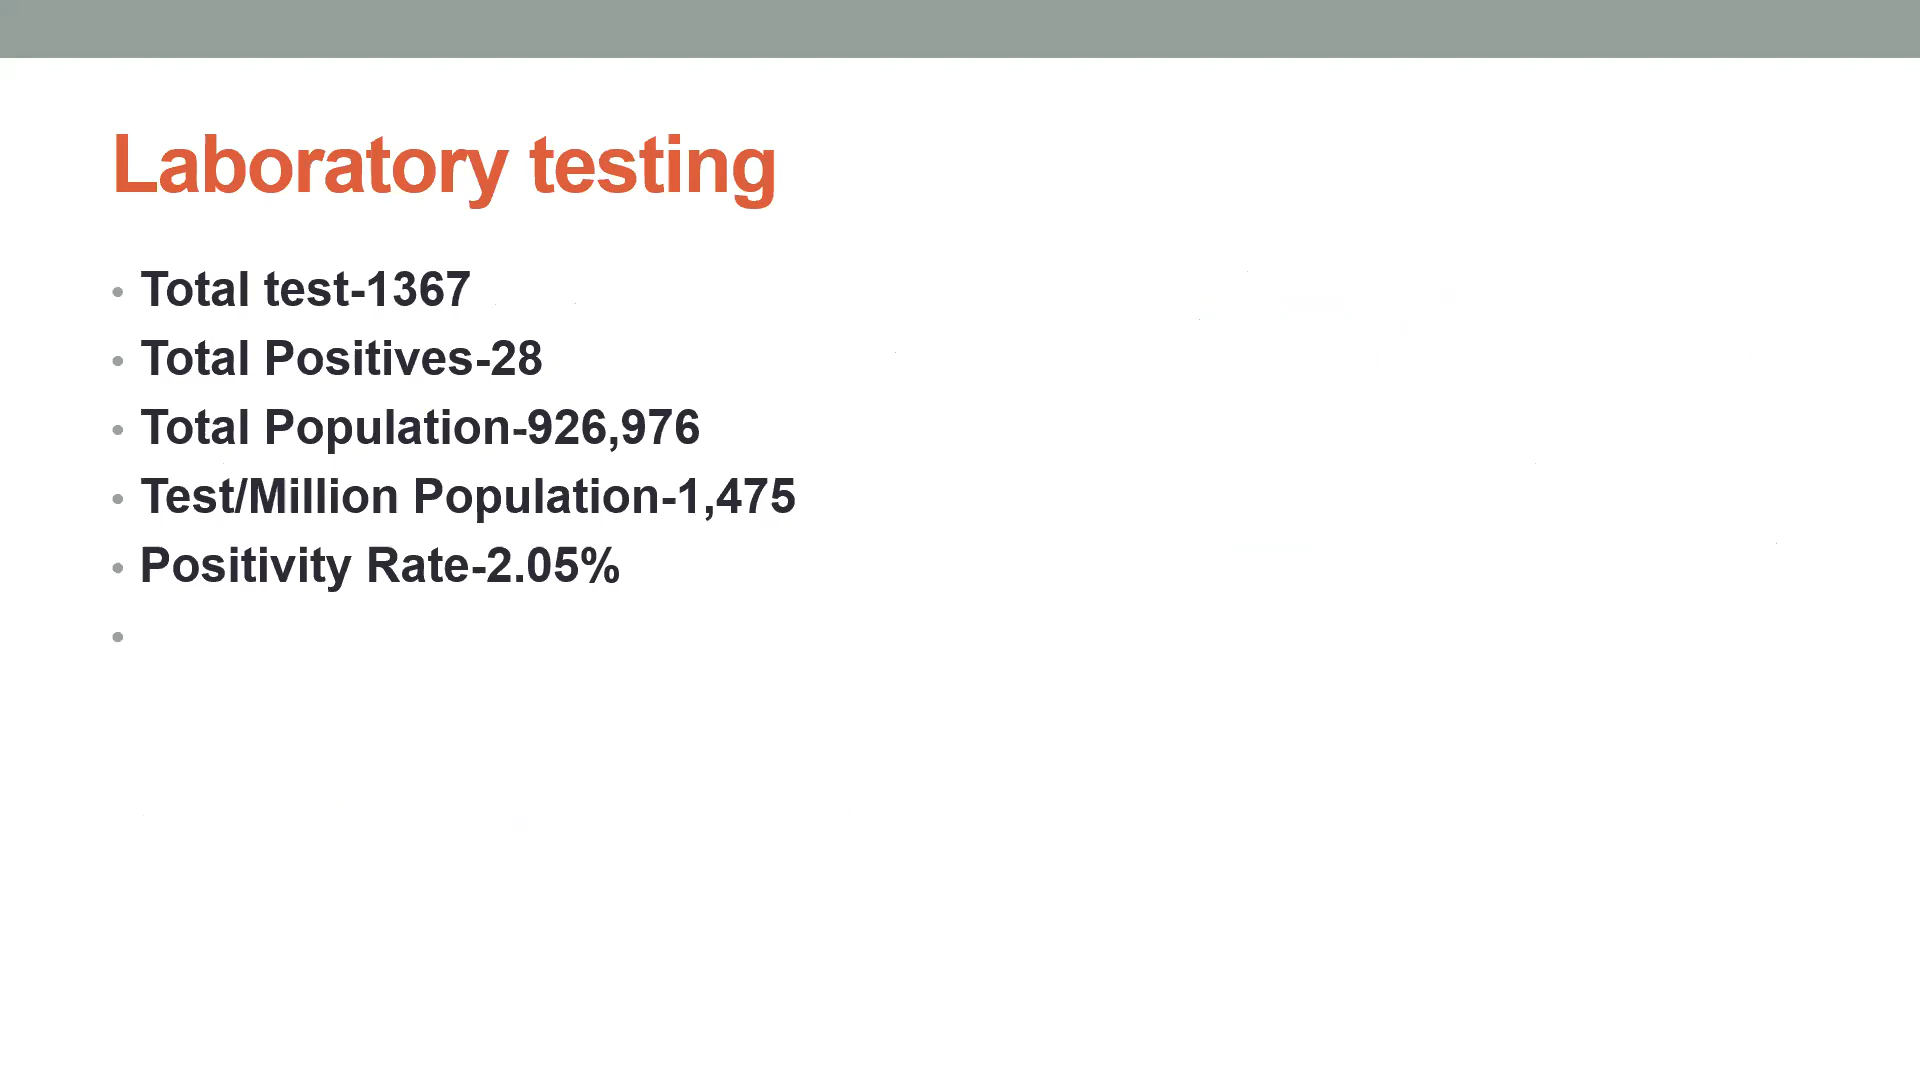 Laboratory testing
• Total test-1367
• Total Positives-28
• Total Population-926,976
• Test/Million Population-1,475
• Positivity Rate-2.05%
•